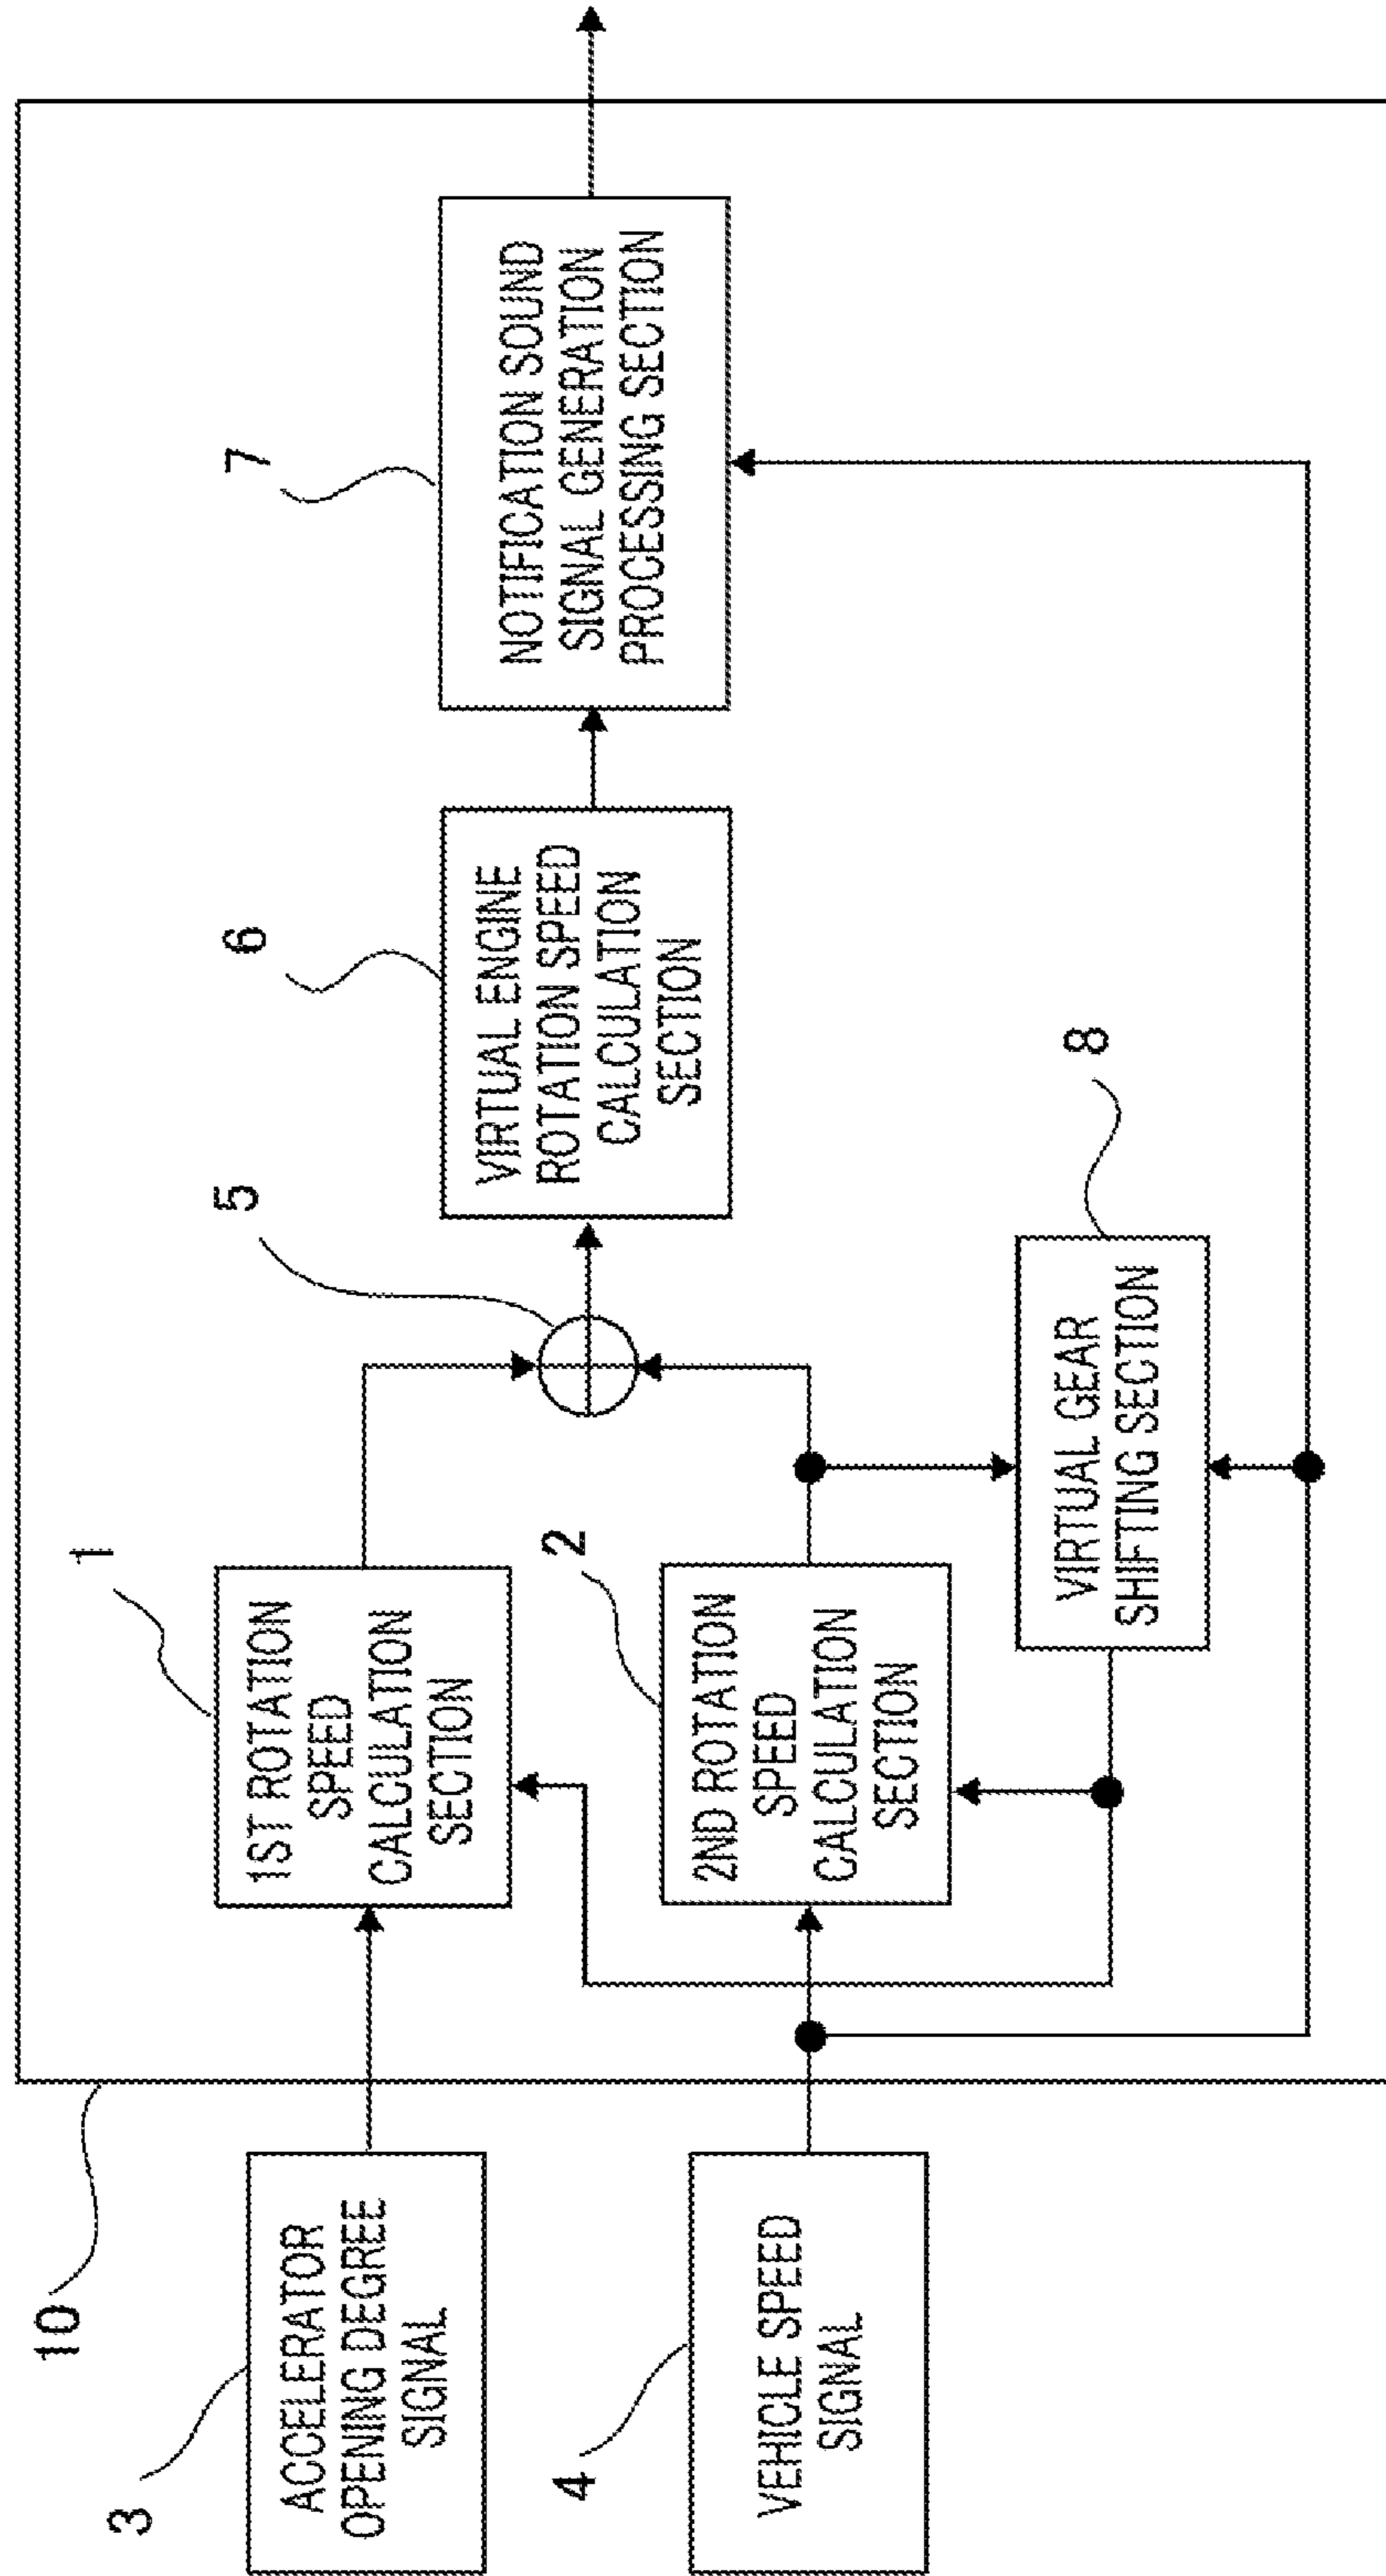 10
3
ACCELERATOR
OPENING DEGREE
SIGNAL
1
1ST ROTATION
SPEED
CALCULATION
SECTION
5
6
VIRTUAL ENGINE
ROTATION SPEED
CALCULATION
SECTION
7
NOTIFICATION SOUND
SIGNAL GENERATION
PROCESSING SECTION
4
VEHICLE SPEED
SIGNAL
2
2ND ROTATION
SPEED
CALCULATION
SECTION
8
VIRTUAL GEAR
SHIFTING SECTION